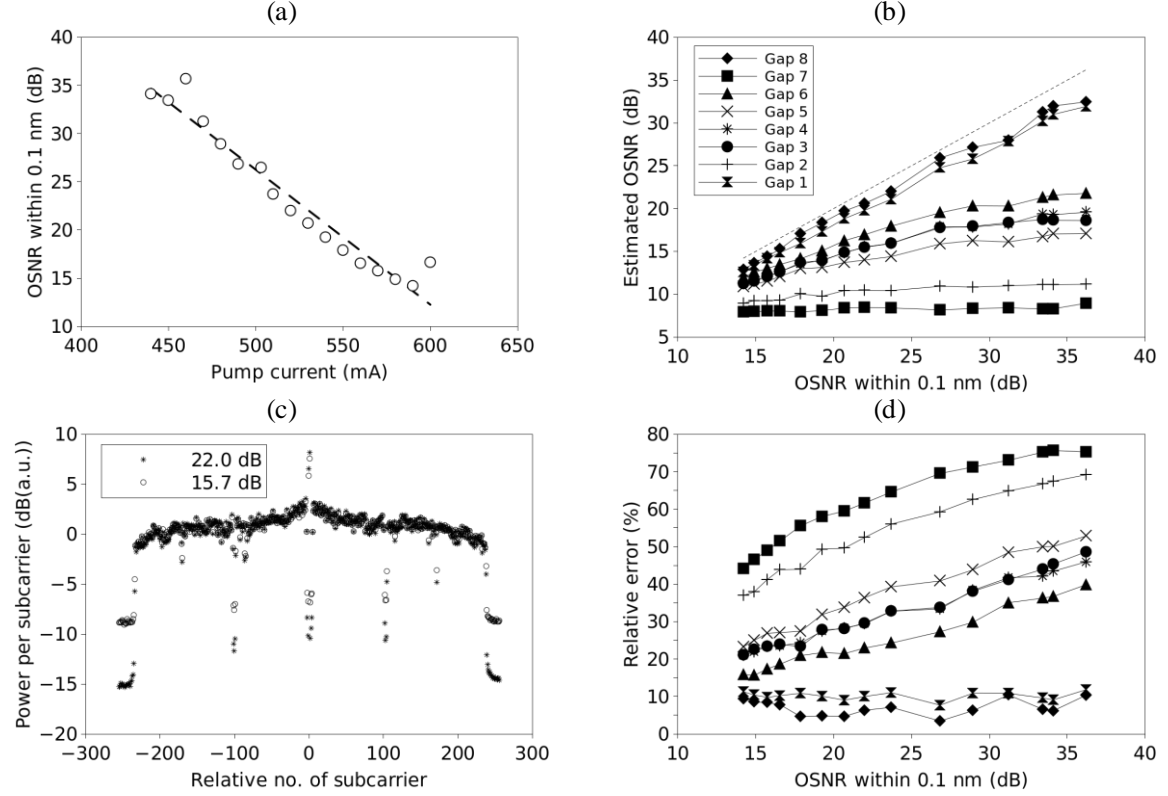 (a)
OSNR within 0.1 nm (dB)
40
35
30
25
20
15
10
400
450
500
550
600
650
Pump current (mA)
(b)
Estimated OSNR (dB)
40
35
30
25
20
15
10
5
Gap 8
Gap 7
Gap 6
Gap 5
Gap 4
Gap 3
Gap 2
Gap 1
10
15
20
25
30
35
40
OSNR within 0.1 nm (dB)
(c)
Power per subcarrier (dB(a.u.))
10
5
0
−5
−10
−15
−20
22.0 dB
15.7 dB
−300
−200
−100
0
100
200
300
Relative no. of subcarrier
(d)
Relative error (%)
80
70
60
50
40
30
20
10
0
10
15
20
25
30
35
40
OSNR within 0.1 nm (dB)